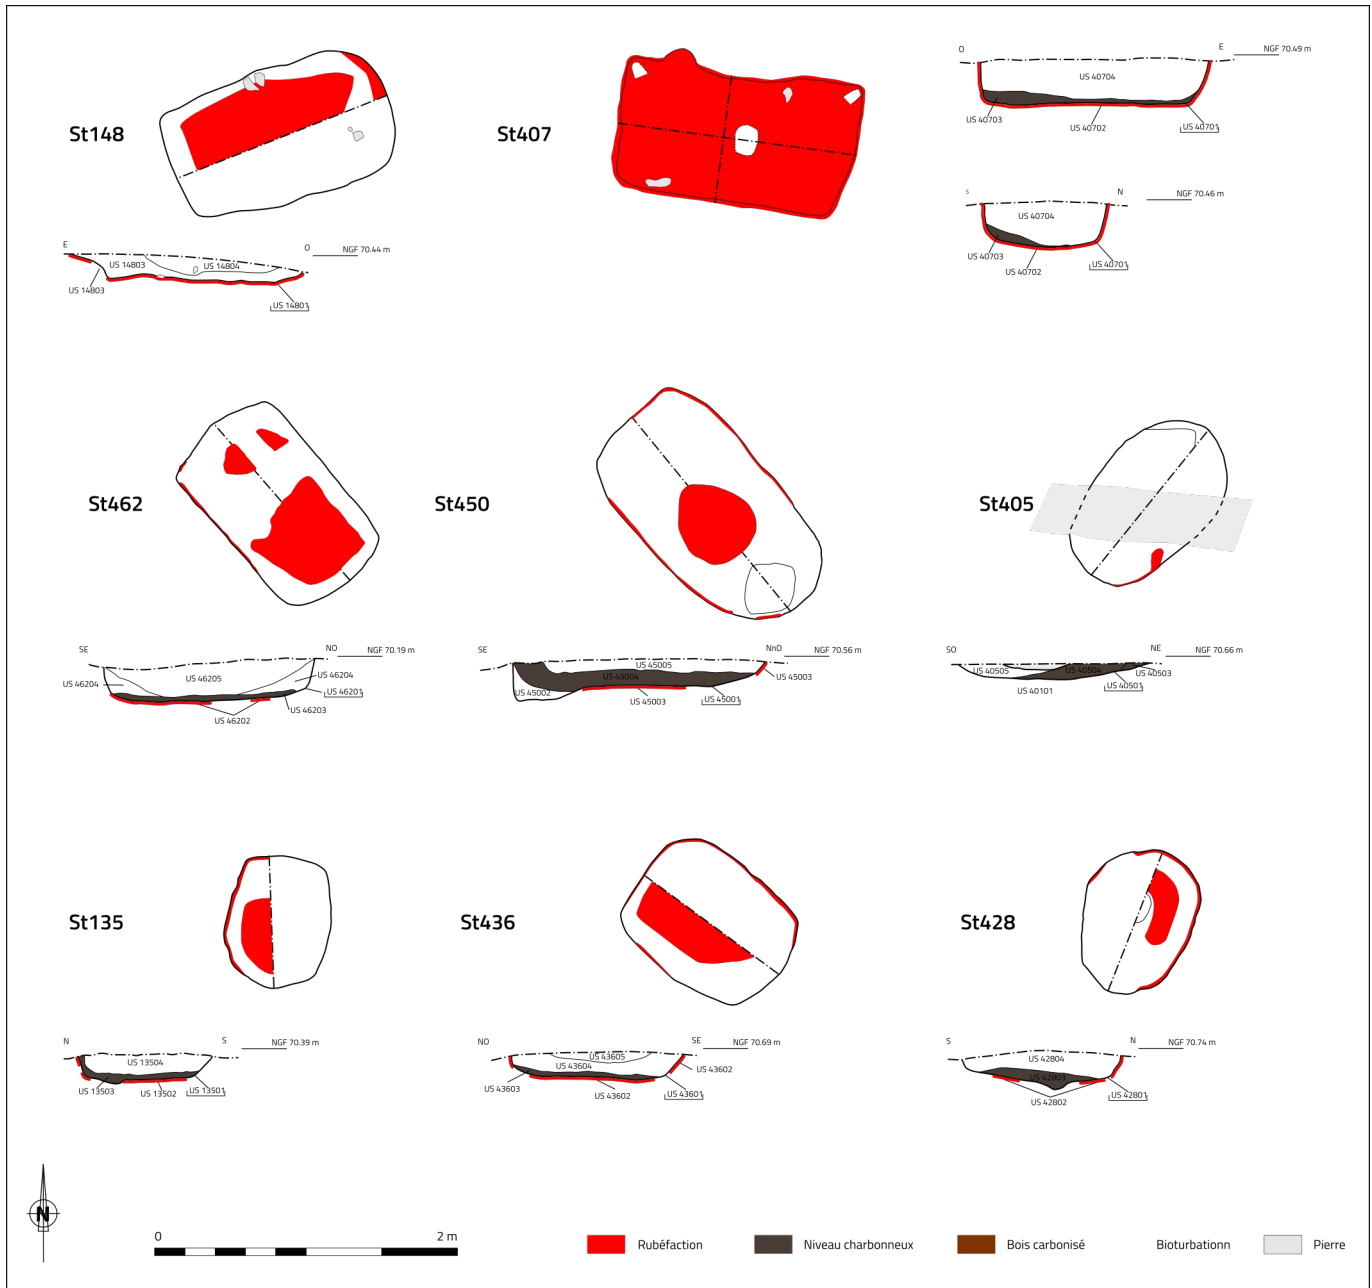 St148
E
O
NGF 70.44 m
US 14803
US 14804
US 14803
US 14801
St407
O
E
NGF 70.49 m
US 40704
US 40703
US 40702
US 40701
s
N
NGF 70.46 m
US 40704
US 40703
US 40702
US 40701
St462
SE
NO
NGF 70.19 m
US 46204
US 46205
US 46204
US 46201
US 46203
US 46202
St450
SE
NnO
NGF 70.56 m
US 45005
US 45004
US 45002
US 45003
US 45003
US 45001
St405
SO
NE
NGF 70.66 m
US 40505
US 40504
US 40503
US 40101
US 40501
St135
N
S
NGF 70.39 m
US 13504
US 13503
US 13502
US 13501
St436
NO
SE
NGF 70.69 m
US 43605
US 43604
US 43602
US 43603
US 43602
US 43601
St428
S
N
NGF 70.74 m
US 42804
US 42803
US 42802
US 42801
N
0
2 m
Rubéfaction
Niveau charbonneux
Bois carbonisé
Bioturbationn
Pierre